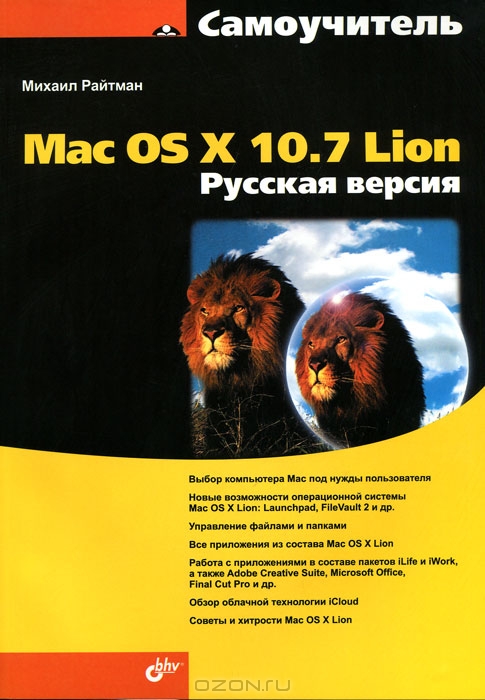 Самоучитель
Михаил Райтман
Mac OS X 10.7 Lion
Русская версия
Выбор компьютера Mac под нужды пользователя
Новые возможности операционной системы
Mac OS X Lion: Launchpad, FileVault 2 и др.
Управление файлами и папками
Все приложения из состава Mac OS X Lion
Работа с приложениями в составе пакетов iLife и iWork,
а также Adobe Creative Suite, Microsoft Office,
Final Cut Pro и др.
Обзор облачной технологии iCloud
Советы и хитрости Mac OS X Lion
bhv®
OZON.ru